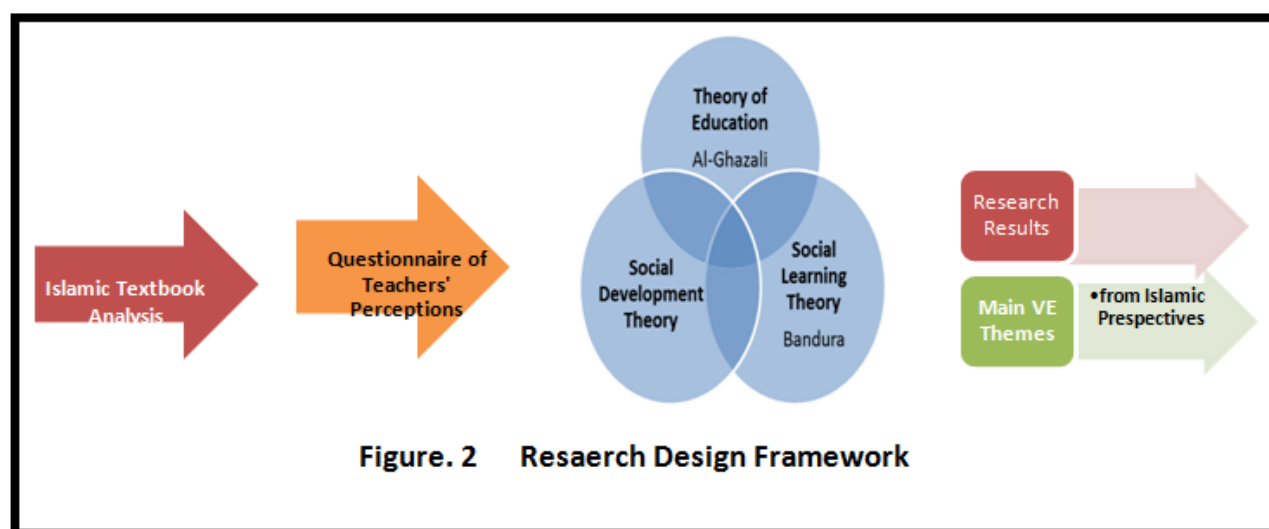 Islamic Textbook
Analysis
Questionnaire of
Teachers'
Perceptions
Theory of
Education
Al-Ghazali
Social
Development
Theory
Social
Learning
Theory
Bandura
Research
Results
Main VE
Themes
•from Islamic
Prespectives
Figure. 2 Resaerch Design Framework